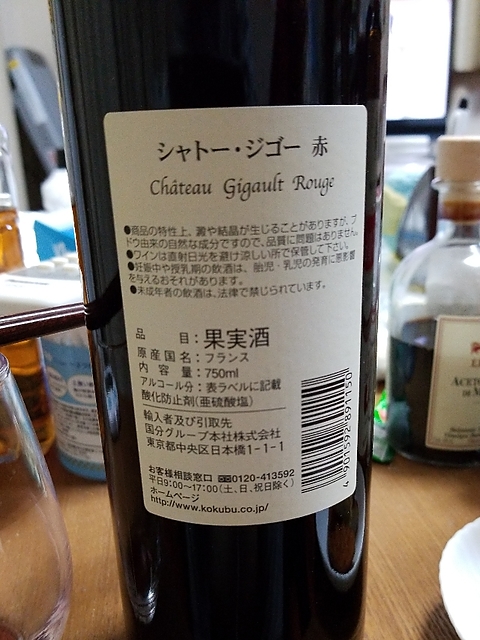 シャトー・ジゴー 赤
Château Gigault Rouge
●商品の特性上、澱や結晶が生じることがありますが、ブ
ドウ由来の自然な成分ですので、品質に問題はありません。
●ワインは直射日光を避け涼しい所で保管して下さい。
●妊娠中や授乳期の飲酒は、胎児・乳児の発育に悪影響
を与えるおそれがあります。
●未成年者の飲酒は、法律で禁じられています。
品目：果実酒
原産国名：フランス
内容量：750ml
アルコール分：表ラベルに記載
酸化防止剤(亜硫酸塩)
輸入者及び引取先
国分グループ本社株式会社
東京都中央区日本橋1-1-1
お客様相談窓口 0120-413592
平日9:00～17:00(土、日、祝日除く)
ホームページ
http://www.kokubu.co.jp/
4 901592 891150
ACETO
DI M